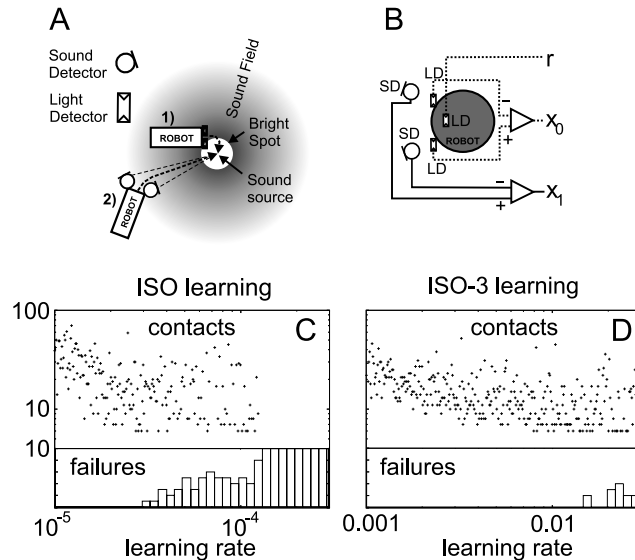 A
B
Sound
Detector
Light
Detector
Sound Field
1)
ROBOT
Bright
Spot
Sound
source
2)
ROBOT
r
LD
SD
LD
ROBOT
SD
LD
−
+
X0
−
+
X1
ISO learning
ISO-3 learning
100
contacts
C
contacts
D
10
10
failures
failures
10^-5
10^-4
learning rate
0.001
0.01
learning rate